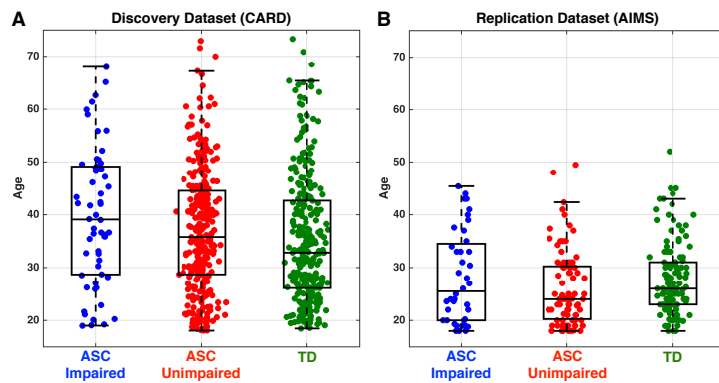 A
Discovery Dataset (CARD)
Age
70
60
50
40
30
20
ASC
Impaired
ASC
Unimpaired
TD
B
Replication Dataset (AIMS)
Age
70
60
50
40
30
20
ASC
Impaired
ASC
Unimpaired
TD